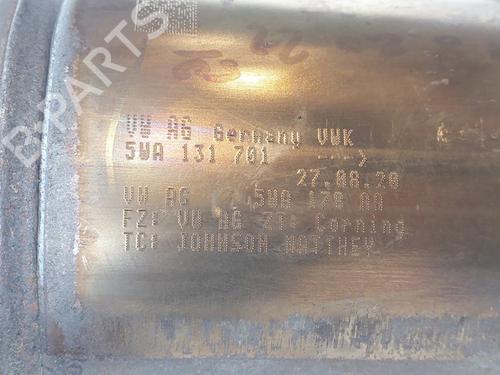 B-PARTS
VW AG Germany VWK
5WA 131 701 --->
27.08.20
VW AG 5WA 178 AA
FZ: VW AG ZT: Corning
TC: JOHNSON MATTHEY